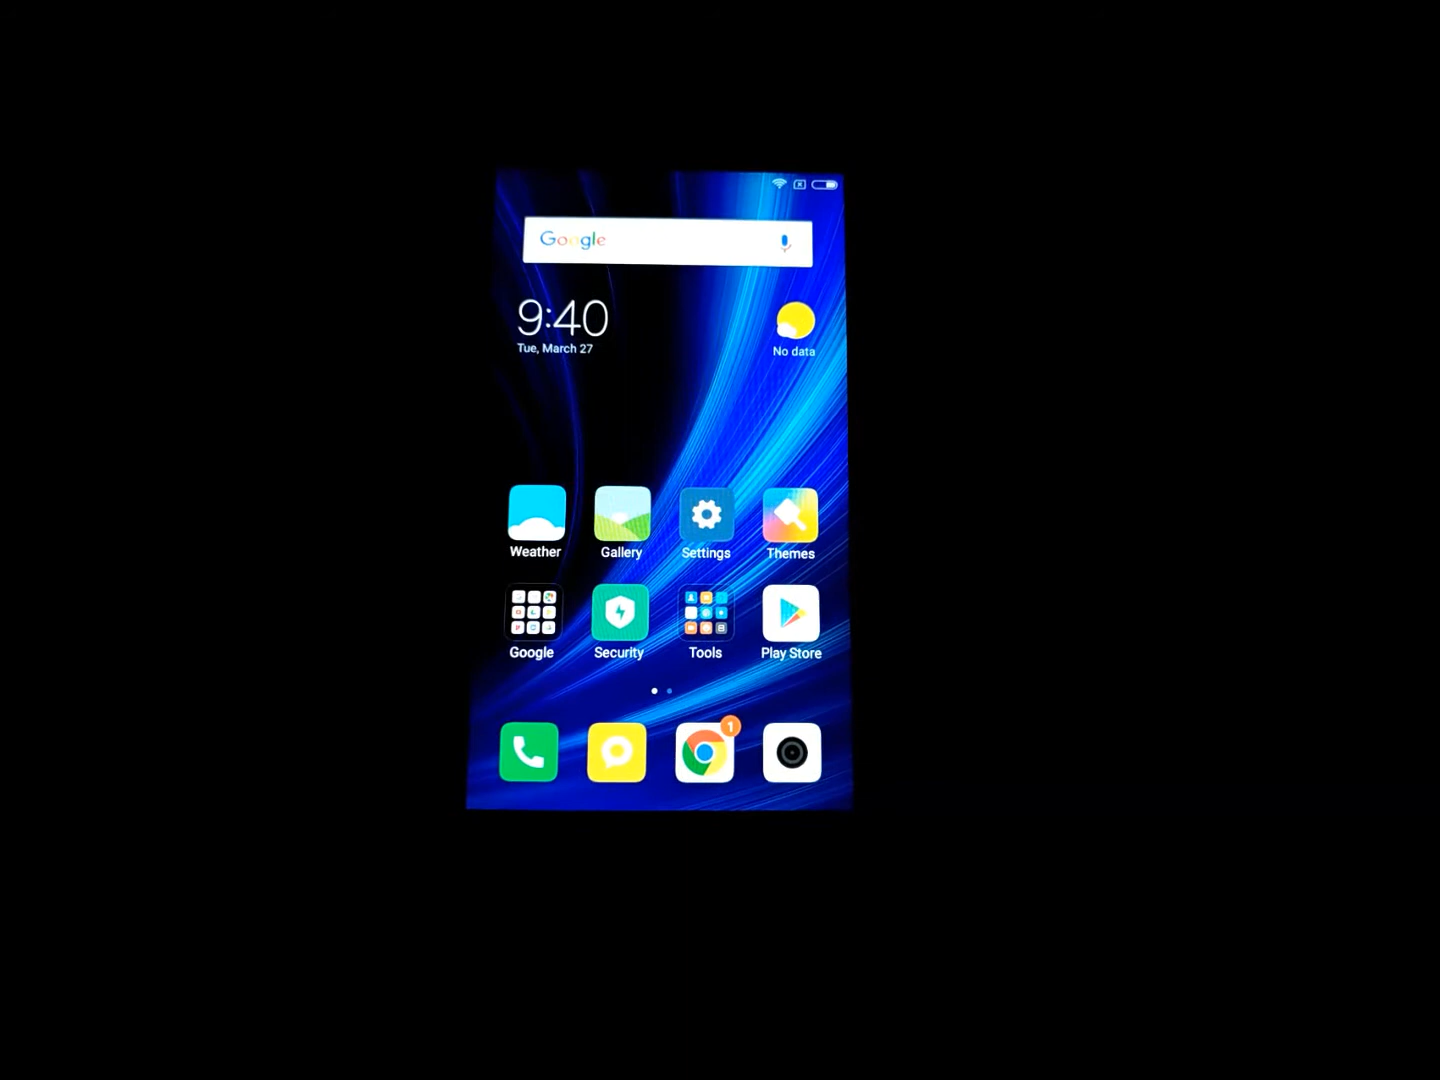 Google
9:40
Tue, March 27
No data
Weather Gallery Settings Themes
Google Security Tools Play Store
1